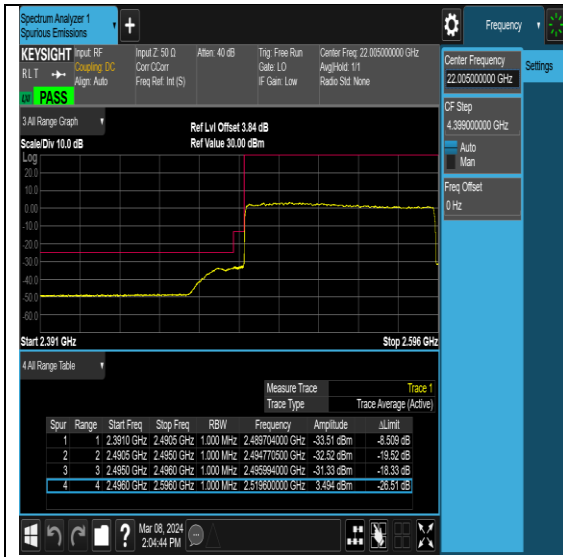 Spectrum Analyzer 1
Spurious Emissions
+
Frequency
KEYSIGHT
Input: RF
Coupling: DC
Align: Auto
Input Z: 50 Ω
Corr CCorr
Freq Ref: Int (S)
Atten: 40 dB
Trig: Free Run
Gate: LO
IF Gain: Low
Center Freq: 22.005000000 GHz
Avg|Hold: 1/1
Radio Std: None
R L T
LW PASS
Center Frequency
22.005000000 GHz
Settings
CF Step
4.399000000 GHz
Auto
Man
Freq Offset
0 Hz
3 All Range Graph
Ref Lvl Offset 3.84 dB
Scale/Div 10.0 dB
Ref Value 30.00 dBm
Log
20.0
10.0
0.00
-10.0
-20.0
-30.0
-40.0
-50.0
-60.0
Start 2.391 GHz
Stop 2.596 GHz
4 All Range Table
Measure Trace Trace 1
Trace Type Trace Average (Active)
Spur Range Start Freq Stop Freq RBW Frequency Amplitude ΔLimit
1 1 2.3910 GHz 2.4905 GHz 1.000 MHz 2.489704000 GHz -33.51 dBm -8.509 dB
2 2 2.4905 GHz 2.4950 GHz 1.000 MHz 2.494770500 GHz -32.52 dBm -19.52 dB
3 3 2.4950 GHz 2.4960 GHz 1.000 MHz 2.495994000 GHz -31.33 dBm -18.33 dB
4 4 2.4960 GHz 2.5960 GHz 1.000 MHz 2.519600000 GHz 3.494 dBm -26.51 dB
?
Mar 08, 2024
2:04:44 PM